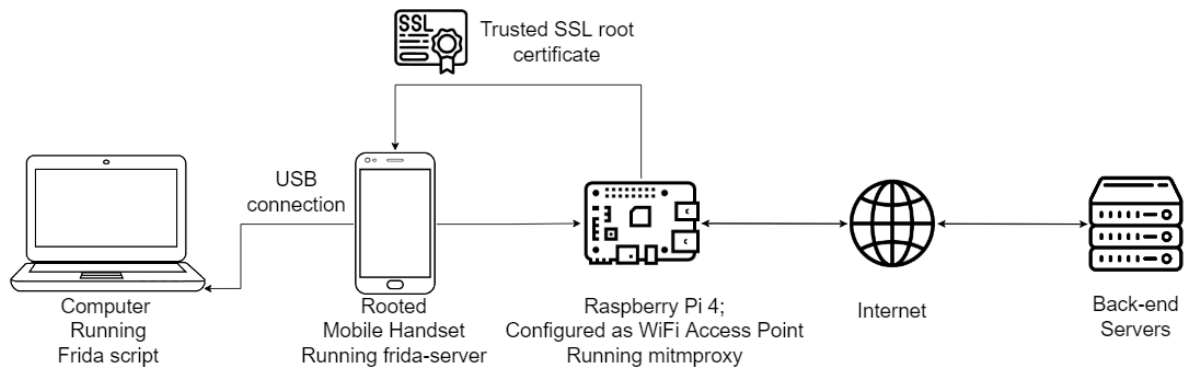 SSL
Trusted SSL root
certificate
USB
connection
Computer
Running
Frida script
Rooted
Mobile Handset
Running frida-server
Raspberry Pi 4;
Configured as WiFi Access Point
Running mitmproxy
Internet
Back-end
Servers